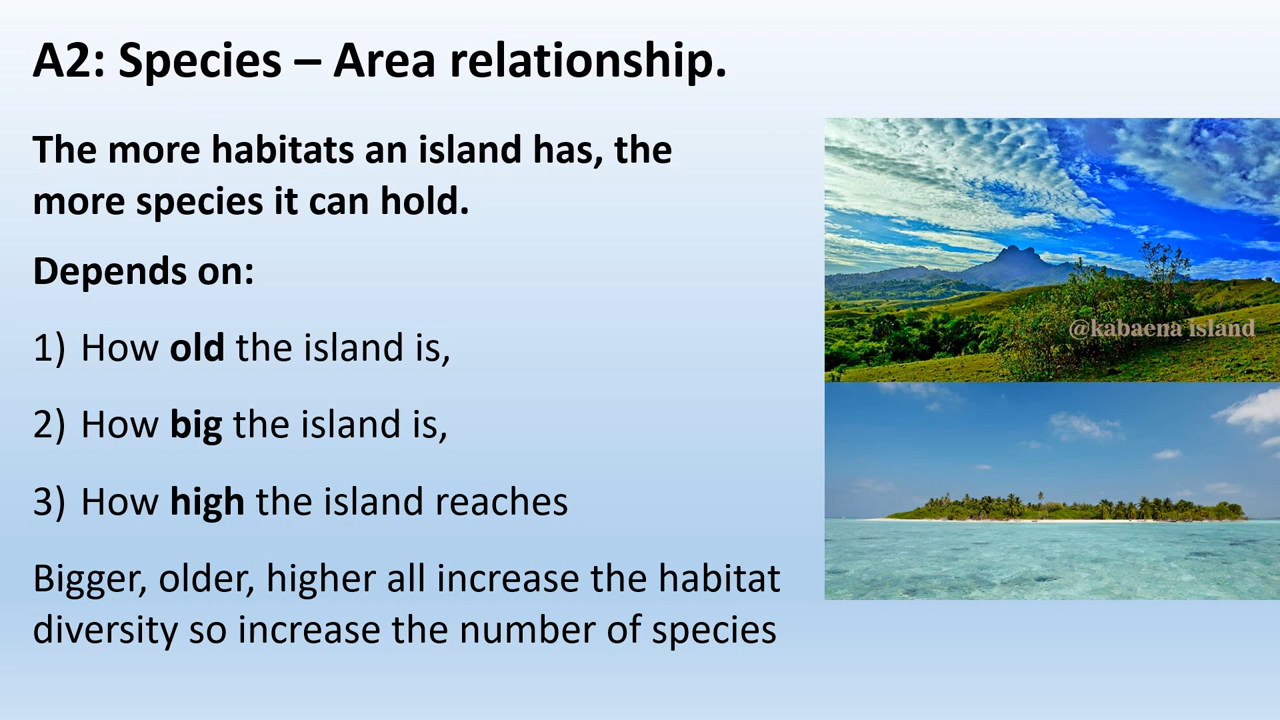 A2: Species – Area relationship.
The more habitats an island has, the
more species it can hold.
Depends on:
1) How old the island is,
2) How big the island is,
3) How high the island reaches
Bigger, older, higher all increase the habitat
diversity so increase the number of species
@kabaena island